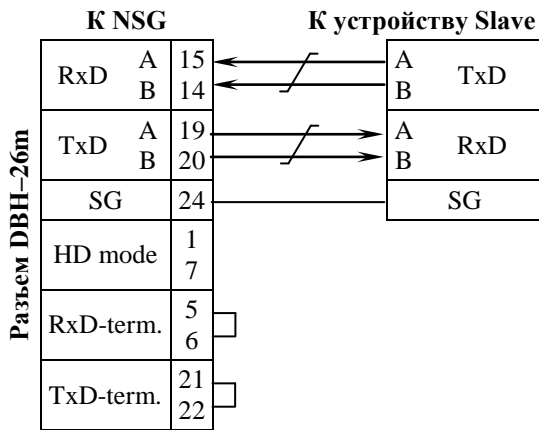 К NSG
К устройству Slave
Разъем DBH–26m
RxD A 15 A TxD
B 14 B
TxD A 19 A RxD
B 20 B
SG 24 SG
HD mode 1
7
RxD-term. 5
6
TxD-term. 21
22